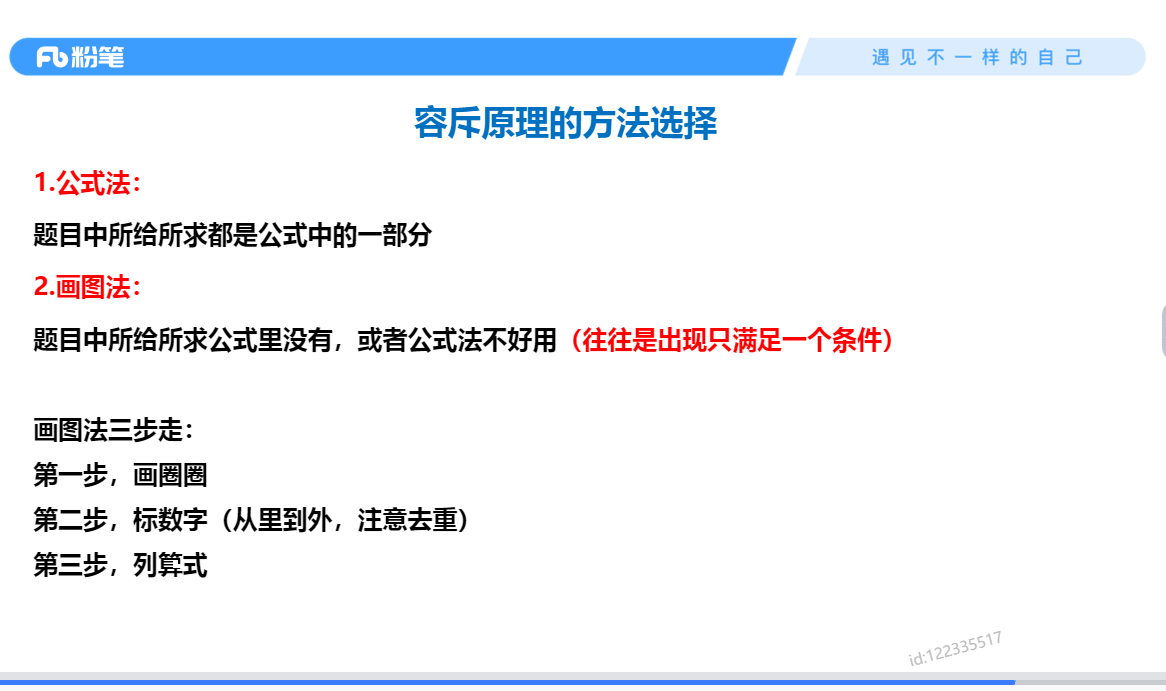 粉笔
遇见不一样的自己
容斥原理的方法选择
1.公式法：
题目中所给所求都是公式中的一部分
2.画图法：
题目中所给所求公式里没有，或者公式法不好用（往往是出现只满足一个条件）
画图法三步走：
第一步，画圈圈
第二步，标数字（从里到外，注意去重）
第三步，列算式
id:122335517